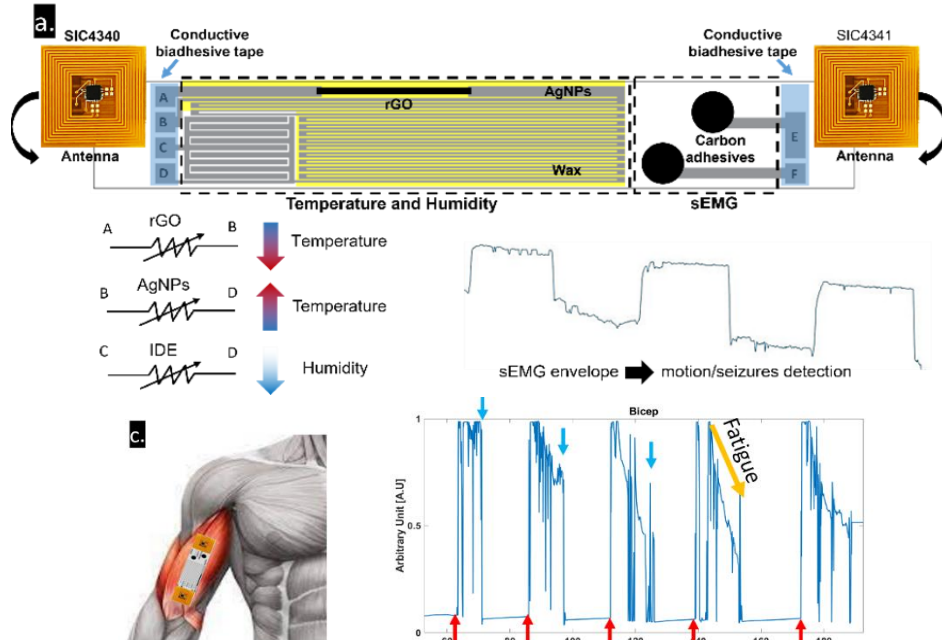 a.
SIC4340
Conductive
biadhesive tape
Conductive
biadhesive tape
SIC4341
A
B
C
D
AgNPs
rGO
Wax
Carbon
adhesives
E
F
Antenna
Antenna
Temperature and Humidity
sEMG
A rGO B
Temperature
B AgNPs D
Temperature
C IDE D
Humidity
sEMG envelope motion/seizures detection
c.
Bicep
Fatigue
Arbitrary Unit [A.U]
1
0.5
0